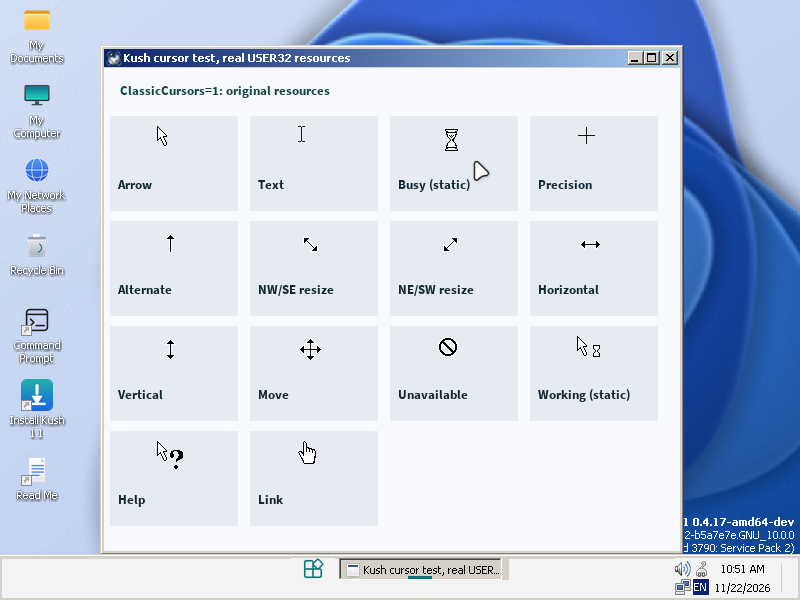 My
Documents
My
Computer
My Network
Places
Recycle Bin
Command
Prompt
Install Kush
1.1
Read Me
Kush cursor test, real USER32 resources
ClassicCursors=1: original resources
Arrow
Text
Busy (static)
Precision
Alternate
NW/SE resize
NE/SW resize
Horizontal
Vertical
Move
Unavailable
Working (static)
?
Help
Link
1 0.4.17-amd64-dev
2-b5a7e7e.GNU_10.0.0
d 3790: Service Pack 2)
Kush cursor test, real USER...
10:51 AM
EN
11/22/2026